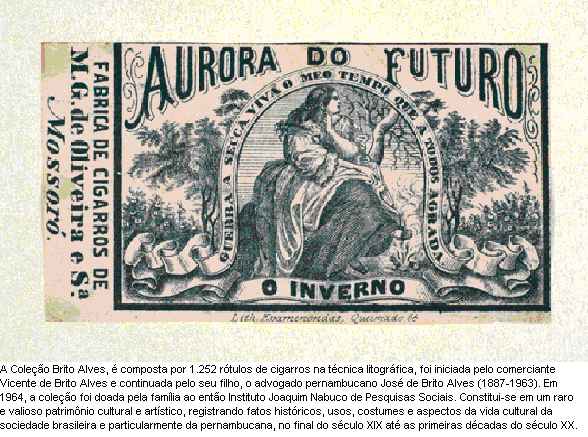 AURORA DO FUTURO
GUERRA A SECCA VIVA O MEO TEMPO QUE A TODOS AGRADA
O INVERNO
FABRICA DE CIGARROS DE
M.G. de Oliveira e Sª
Mossoró.
Lith. Epaminondas, Queimado 65
A Coleção Brito Alves, é composta por 1.252 rótulos de cigarros na técnica litográfica, foi iniciada pelo comerciante
Vicente de Brito Alves e continuada pelo seu filho, o advogado pernambucano José de Brito Alves (1887-1963). Em
1964, a coleção foi doada pela família ao então Instituto Joaquim Nabuco de Pesquisas Sociais. Constitui-se em um raro
e valioso patrimônio cultural e artístico, registrando fatos históricos, usos, costumes e aspectos da vida cultural da
sociedade brasileira e particularmente da pernambucana, no final do século XIX até as primeiras décadas do século XX.